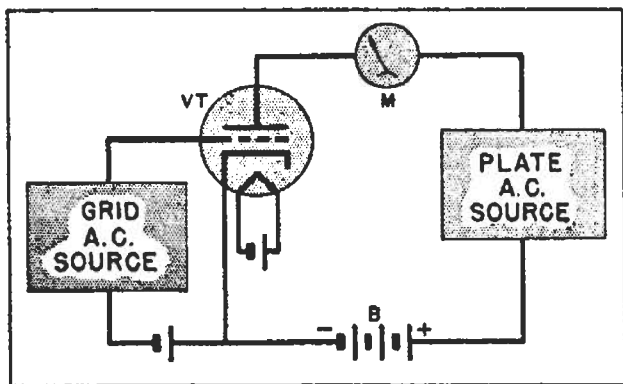 VT
M
GRID
A.C.
SOURCE
PLATE
A.C.
SOURCE
B
- +